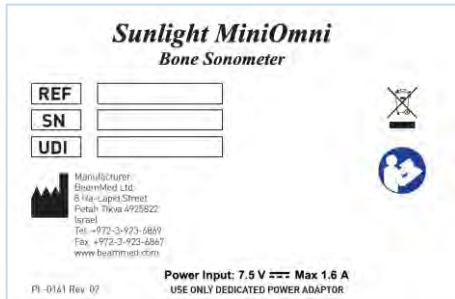 Sunlight MiniOmni
Bone Sonometer
REF
SN
UDI
Manufacturer:
BeamMed Ltd.
8 Ha-Lapid Street
Petah Tikva 4925822
Israel
Tel. +972-3-923-6869
Fax. +972-3-923-6867
www.beammed.com
Power Input: 7.5 V ⎓ Max 1.6 A
PL-0161 Rev. 02 USE ONLY DEDICATED POWER ADAPTOR